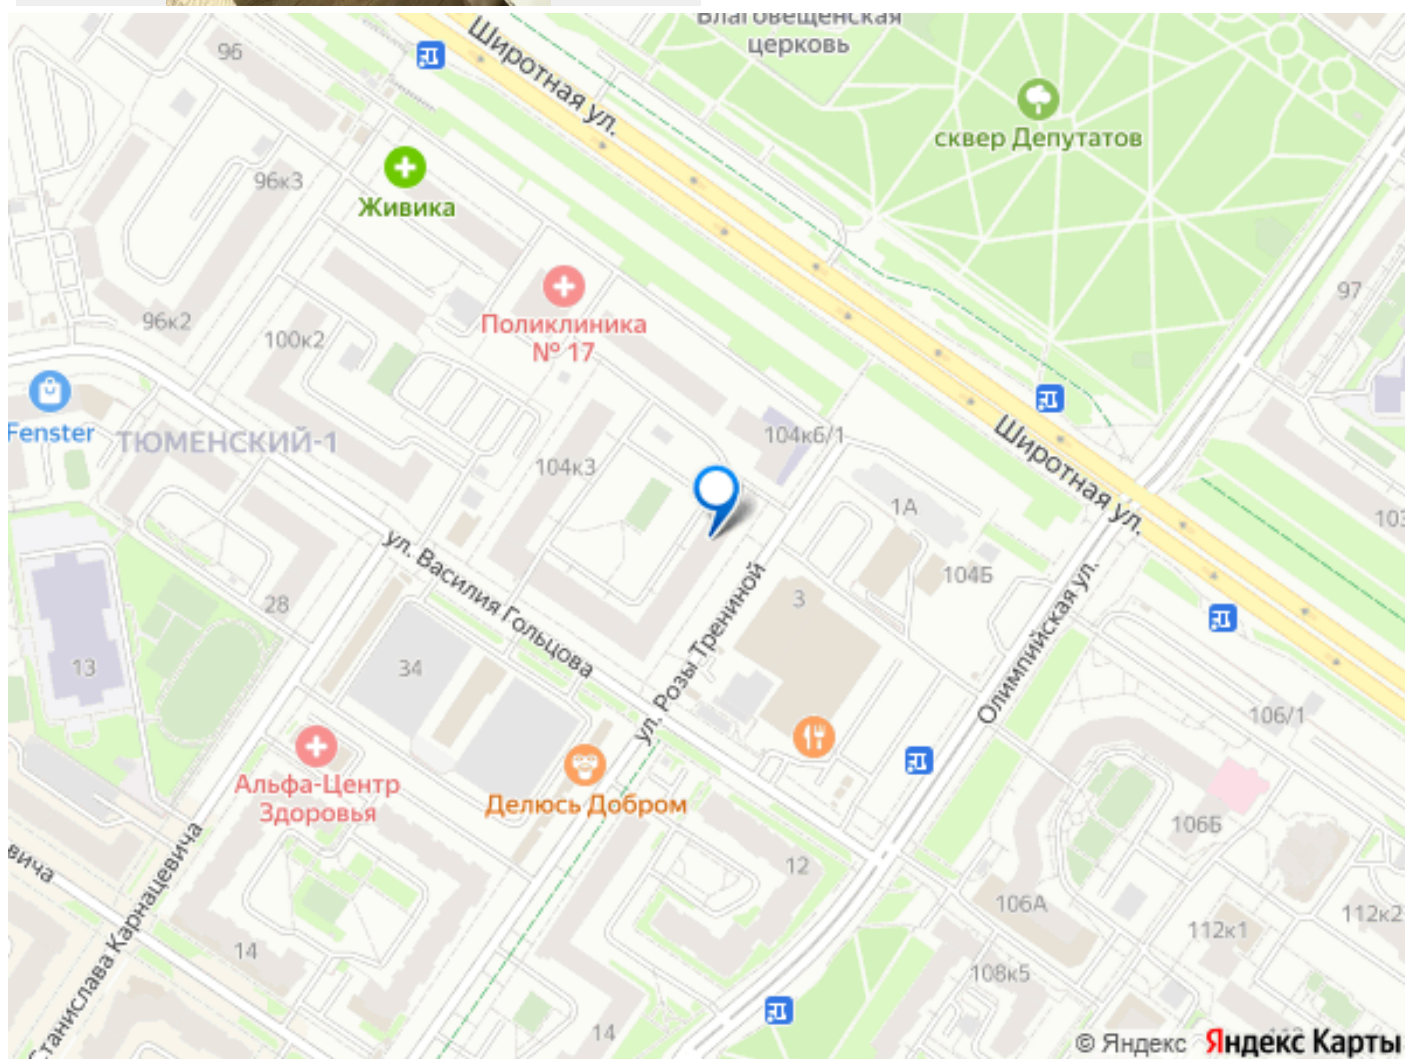 Благовещенская
церковь
96
Широтная ул.
сквер Депутатов
96к3
Живика
97
96к2
Поликлиника
№ 17
100к2
Fenster
ТЮМЕНСКИЙ-1
104к6/1
Широтная ул.
104к3
1А
103
ул. Василия Гольцова
104Б
28
3
ул. Розы Трениной
Олимпийская ул.
13
34
106/1
Альфа-Центр
Здоровья
Делюсь Добром
106Б
вича
12
Станислава Карнацевича
106А
112к2
112к1
14
108к5
14
© Яндекс Яндекс Карты